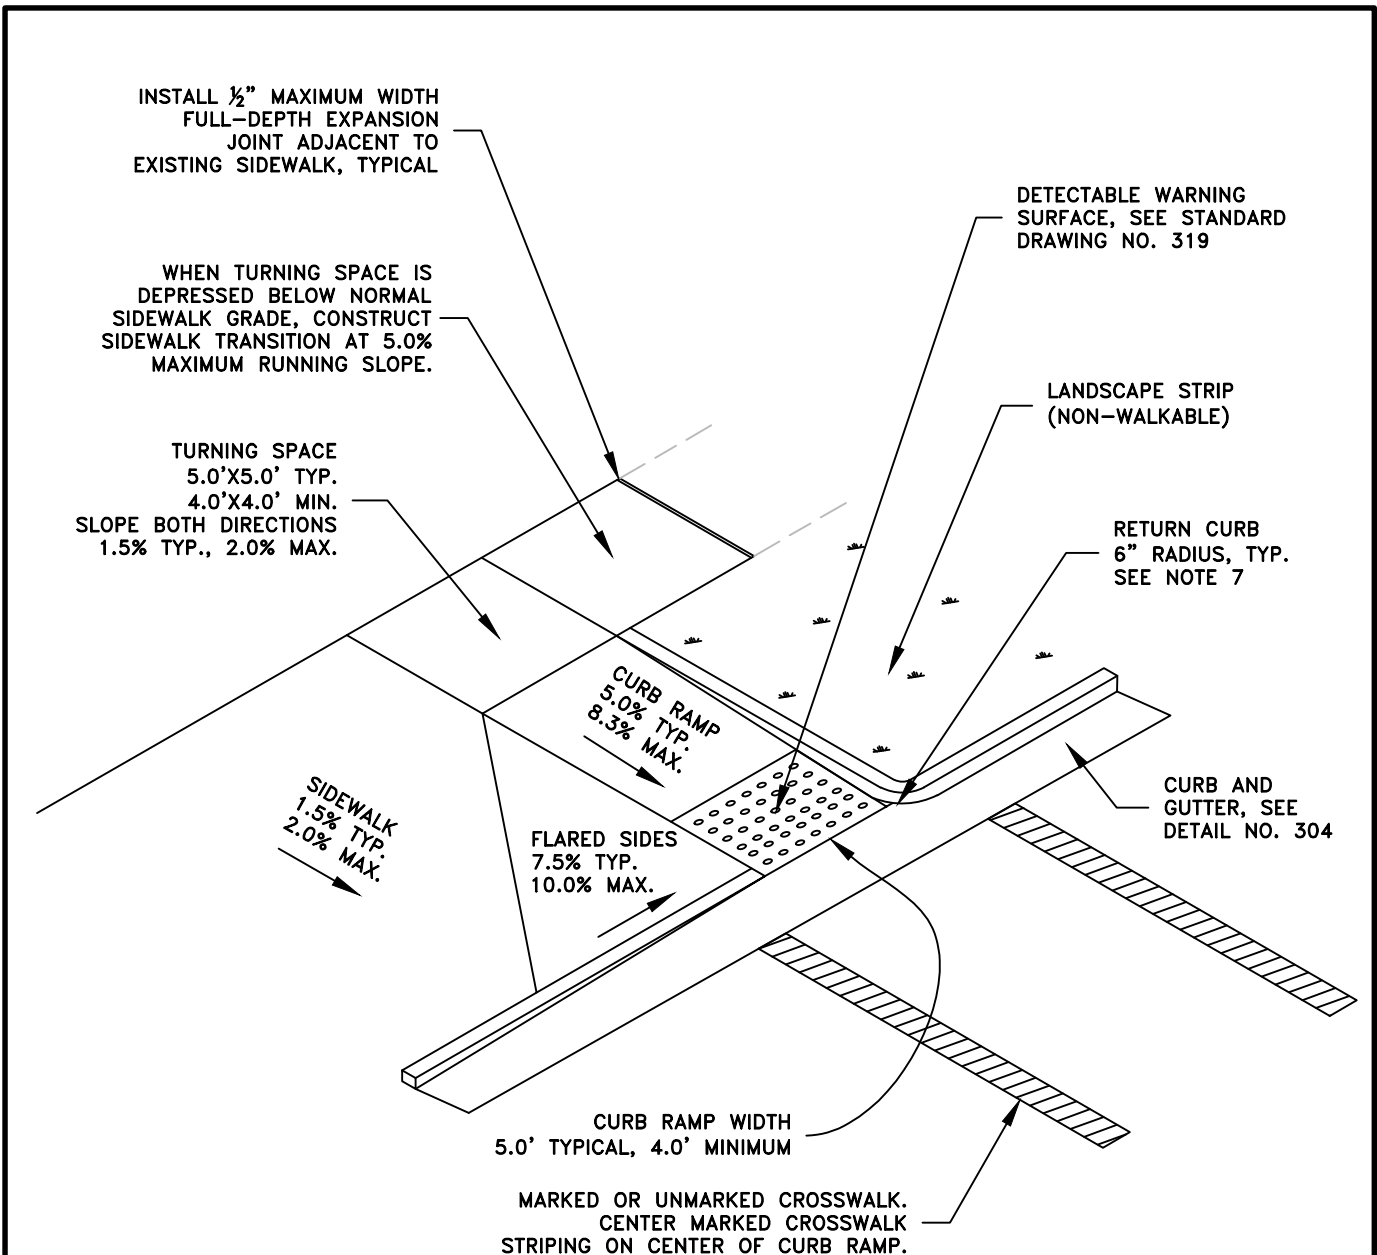 INSTALL ½" MAXIMUM WIDTH
FULL-DEPTH EXPANSION
JOINT ADJACENT TO
EXISTING SIDEWALK, TYPICAL
DETECTABLE WARNING
SURFACE, SEE STANDARD
DRAWING NO. 319
WHEN TURNING SPACE IS
DEPRESSED BELOW NORMAL
SIDEWALK GRADE, CONSTRUCT
SIDEWALK TRANSITION AT 5.0%
MAXIMUM RUNNING SLOPE.
LANDSCAPE STRIP
(NON-WALKABLE)
TURNING SPACE
5.0'X5.0' TYP.
4.0'X4.0' MIN.
SLOPE BOTH DIRECTIONS
1.5% TYP., 2.0% MAX.
RETURN CURB
6" RADIUS, TYP.
SEE NOTE 7
CURB RAMP
5.0% TYP.
8.3% MAX.
SIDEWALK
1.5% TYP.
2.0% MAX.
FLARED SIDES
7.5% TYP.
10.0% MAX.
CURB AND
GUTTER, SEE
DETAIL NO. 304
CURB RAMP WIDTH
5.0' TYPICAL, 4.0' MINIMUM
MARKED OR UNMARKED CROSSWALK.
CENTER MARKED CROSSWALK
STRIPING ON CENTER OF CURB RAMP.